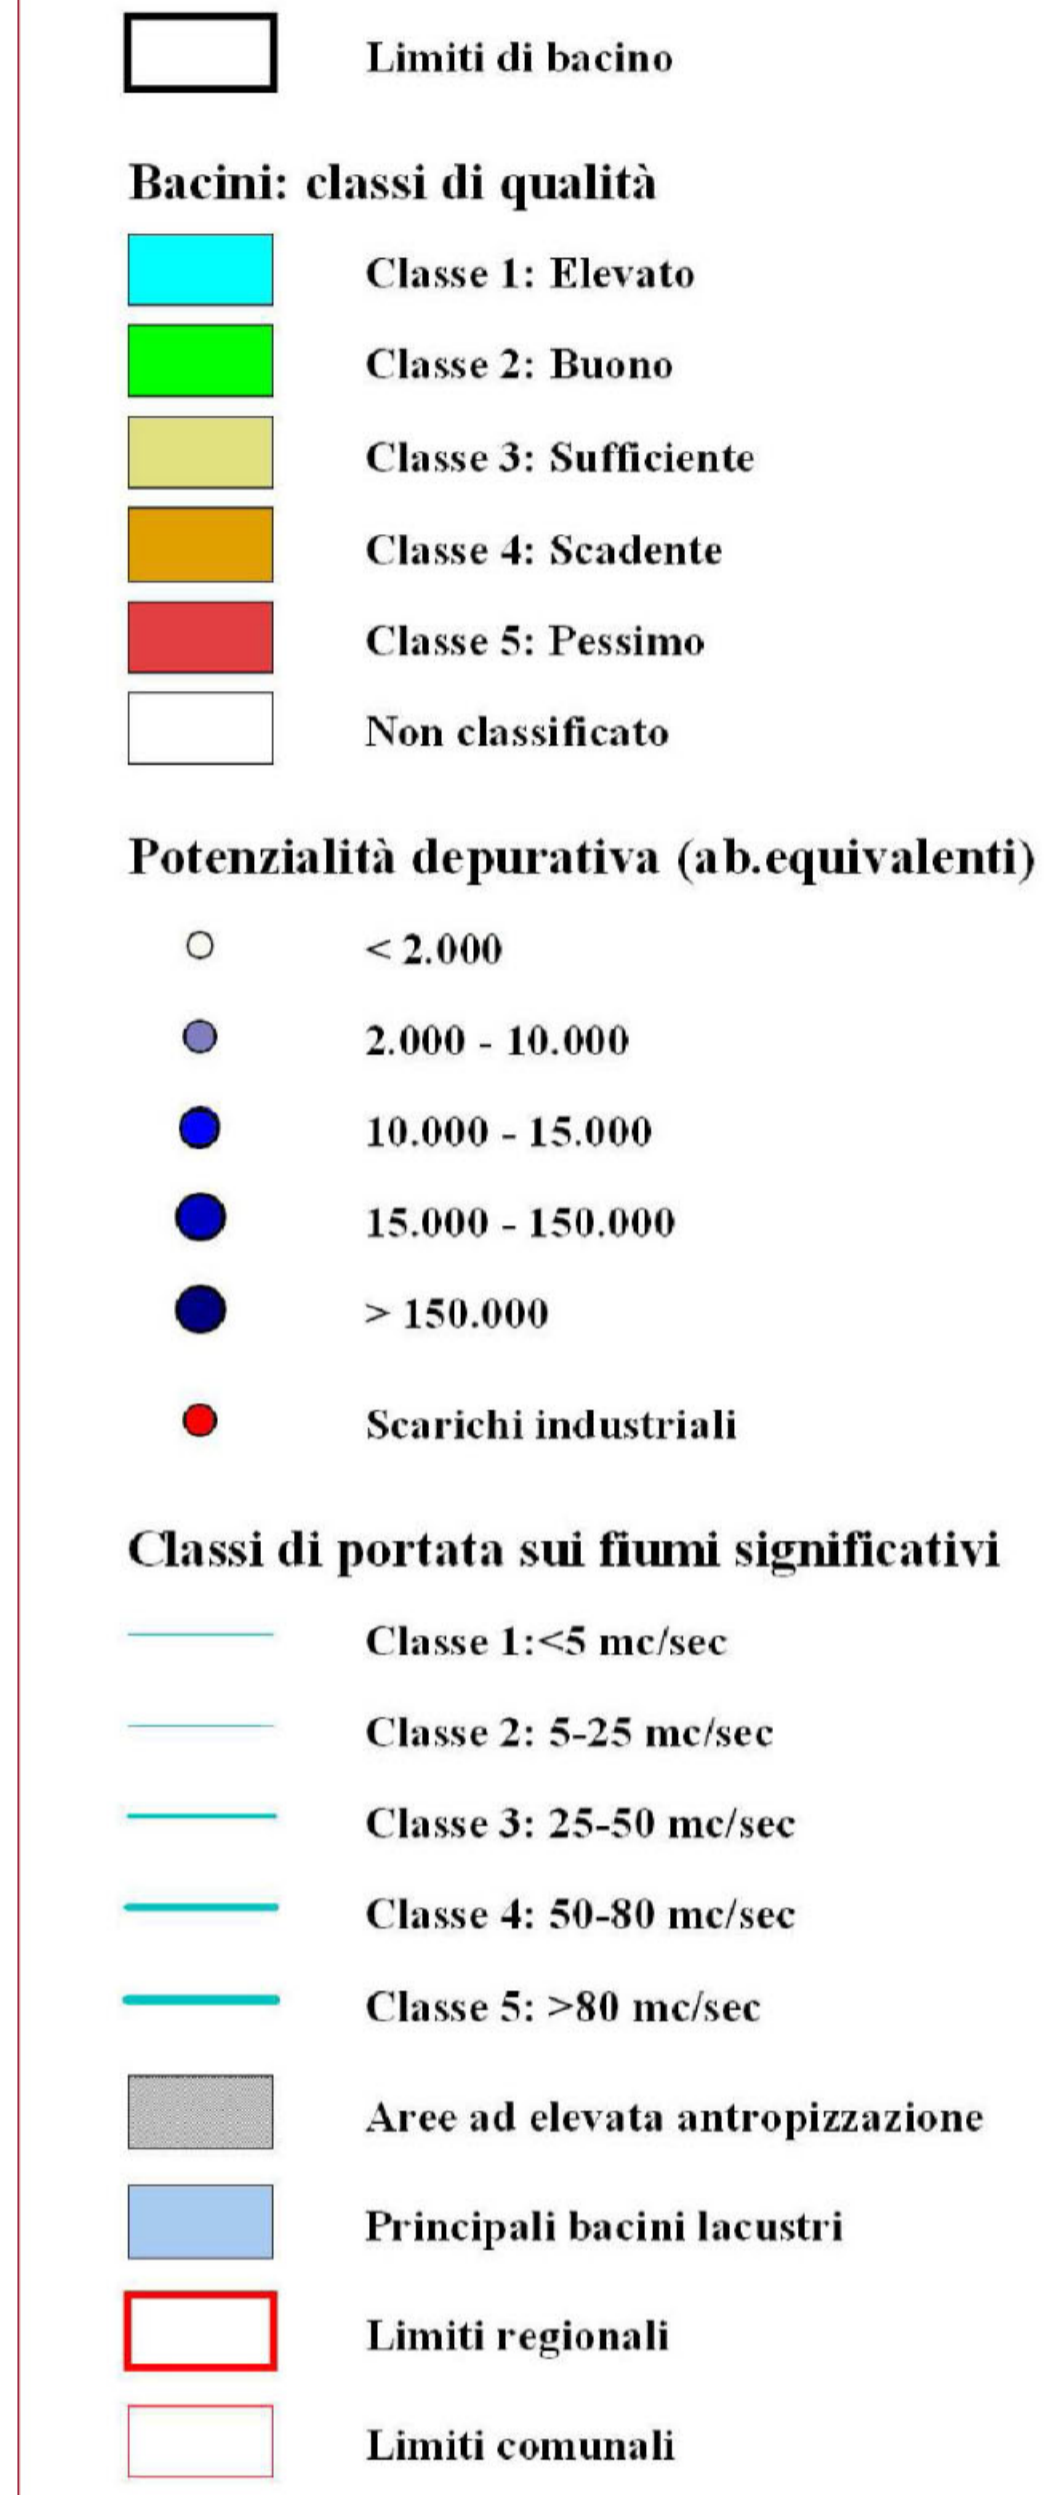 Limiti di bacino
Bacini: classi di qualità
Classe 1: Elevato
Classe 2: Buono
Classe 3: Sufficiente
Classe 4: Scadente
Classe 5: Pessimo
Non classificato
Potenzialità depurativa (ab.equivalenti)
< 2.000
2.000 - 10.000
10.000 - 15.000
15.000 - 150.000
> 150.000
Scarichi industriali
Classi di portata sui fiumi significativi
Classe 1:<5 mc/sec
Classe 2: 5-25 mc/sec
Classe 3: 25-50 mc/sec
Classe 4: 50-80 mc/sec
Classe 5: >80 mc/sec
Aree ad elevata antropizzazione
Principali bacini lacustri
Limiti regionali
Limiti comunali